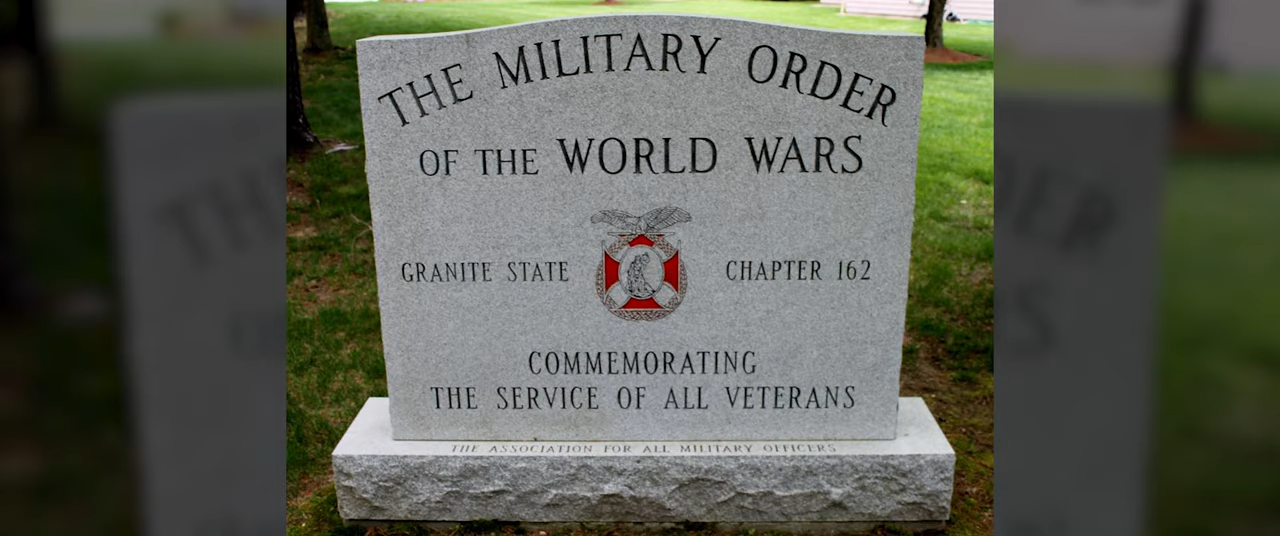 THE MILITARY ORDER
OF THE WORLD WARS
GRANITE STATE CHAPTER 162
COMMEMORATING
THE SERVICE OF ALL VETERANS
THE ASSOCIATION FOR ALL MILITARY OFFICERS